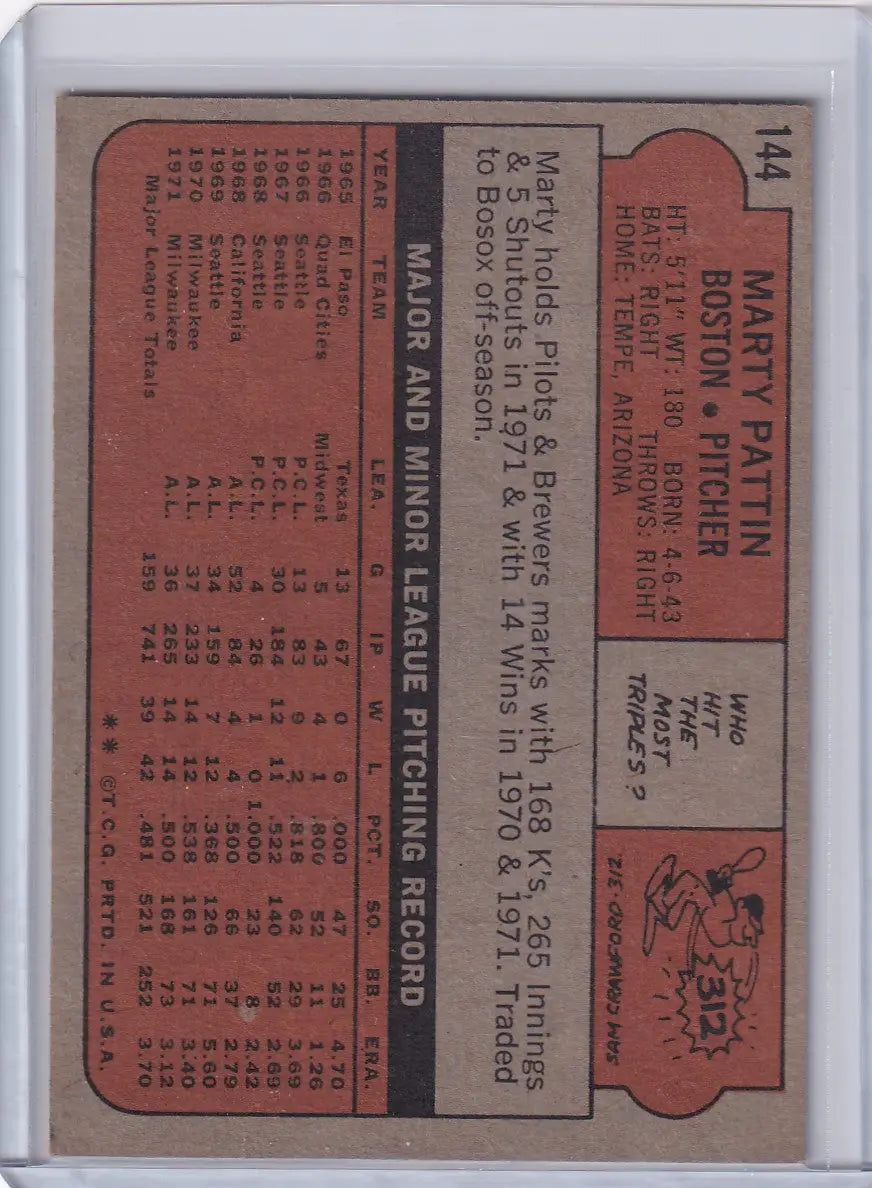 144
MARTY PATTIN
BOSTON • PITCHER
HT: 5'11" WT: 180 BORN: 4-6-43
BATS: RIGHT THROWS: RIGHT
HOME: TEMPE, ARIZONA
WHO
HIT
THE
MOST
TRIPLES?
312
SAM CRAWFORD. 312.
Marty holds Pilots & Brewers marks with 168 K's, 265 Innings
& 5 Shutouts in 1971 & with 14 Wins in 1970 & 1971. Traded
to Bosox off-season.
MAJOR AND MINOR LEAGUE PITCHING RECORD
YEAR TEAM LEA. G IP W L PCT. SO. BB. ERA.
1965 El Paso Texas 13 67 0 6 .000 47 25 4.70
1966 Quad Cities Midwest 5 43 4 1 .800 52 11 1.26
1966 Seattle P.C.L. 13 83 9 2 .818 62 29 3.69
1967 Seattle P.C.L. 30 184 12 11 .522 140 52 2.69
1968 Seattle P.C.L. 4 26 1 0 1.000 23 8 2.42
1968 California A.L. 52 84 4 4 .500 66 37 2.79
1969 Seattle A.L. 34 159 7 12 .368 126 71 5.60
1970 Milwaukee A.L. 37 233 14 12 .538 161 71 3.40
1971 Milwaukee A.L. 36 265 14 14 .500 168 73 3.12
Major League Totals 159 741 39 42 .481 521 252 3.70
** ©T.C.G. PRTD. IN U.S.A.